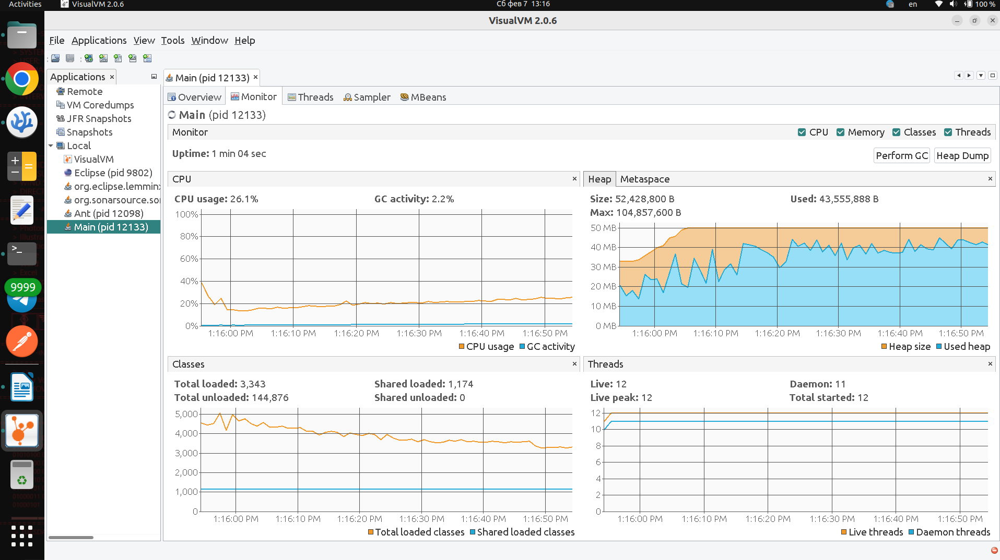 Activities VisualVM 2.0.6 Сб фев 7 13:16 en 100 %
VisualVM 2.0.6
File Applications View Tools Window Help
Applications
Remote
VM Coredumps
JFR Snapshots
Snapshots
Local
VisualVM
Eclipse (pid 9802)
org.eclipse.lemminx
org.sonarsource.so
Ant (pid 12098)
Main (pid 12133)
9999
Main (pid 12133)
Overview Monitor Threads Sampler MBeans
Main (pid 12133)
Monitor CPU Memory Classes Threads
Uptime: 1 min 04 sec
Perform GC Heap Dump
CPU
CPU usage: 26.1% GC activity: 2.2%
100%
80%
60%
40%
20%
0%
1:16:00 PM 1:16:10 PM 1:16:20 PM 1:16:30 PM 1:16:40 PM 1:16:50 PM
CPU usage GC activity
Heap Metaspace
Size: 52,428,800 B Used: 43,555,888 B
Max: 104,857,600 B
50 MB
40 MB
30 MB
20 MB
10 MB
0 MB
1:16:00 PM 1:16:10 PM 1:16:20 PM 1:16:30 PM 1:16:40 PM 1:16:50 PM
Heap size Used heap
Classes
Total loaded: 3,343 Shared loaded: 1,174
Total unloaded: 144,876 Shared unloaded: 0
5,000
4,000
3,000
2,000
1,000
0
1:16:00 PM 1:16:10 PM 1:16:20 PM 1:16:30 PM 1:16:40 PM 1:16:50 PM
Total loaded classes Shared loaded classes
Threads
Live: 12 Daemon: 11
Live peak: 12 Total started: 12
12
10
8
6
4
2
0
1:16:00 PM 1:16:10 PM 1:16:20 PM 1:16:30 PM 1:16:40 PM 1:16:50 PM
Live threads Daemon threads